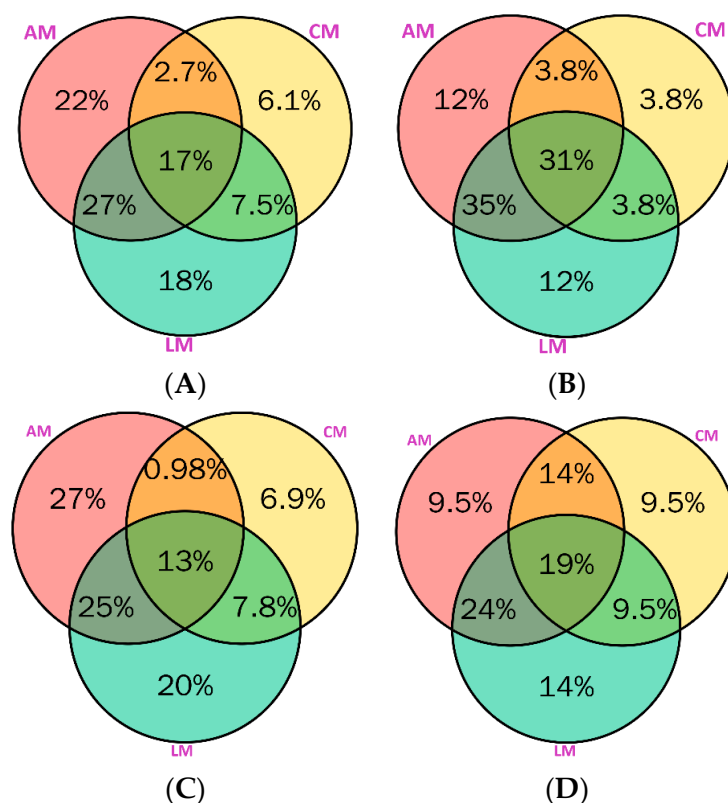 AM CM
2.7%
22% 6.1%
17%
27% 7.5%
18%
LM
(A)
AM CM
3.8%
12% 3.8%
31%
35% 3.8%
12%
LM
(B)
AM CM
0.98%
27% 6.9%
13%
25% 7.8%
20%
LM
(C)
AM CM
14%
9.5% 9.5%
19%
24% 9.5%
14%
LM
(D)